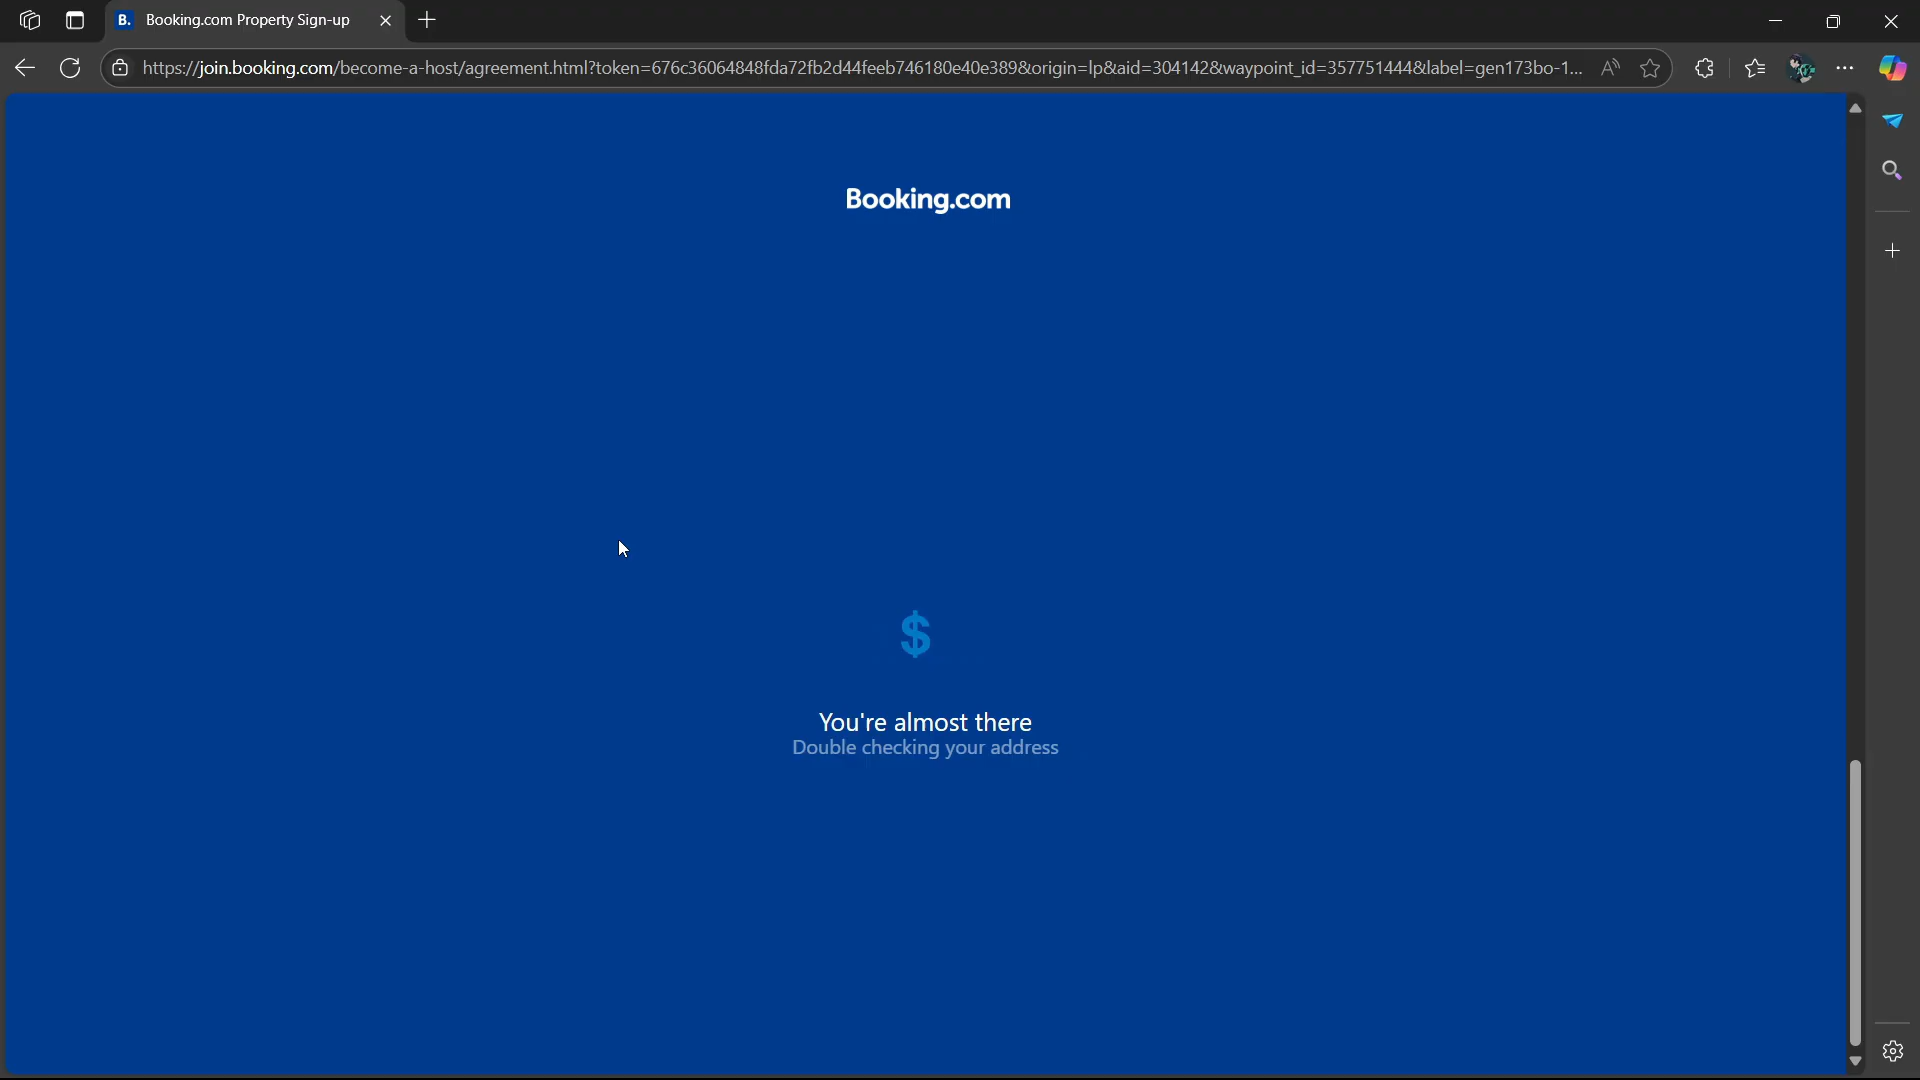 B. Booking.com Property Sign-up
https://join.booking.com/become-a-host/agreement.html?token=676c36064848fda72fb2d44feeb746180e40e389&origin=lp&aid=304142&waypoint_id=357751444&label=gen173bo-1...
Booking.com
$
You're almost there
Double checking your address